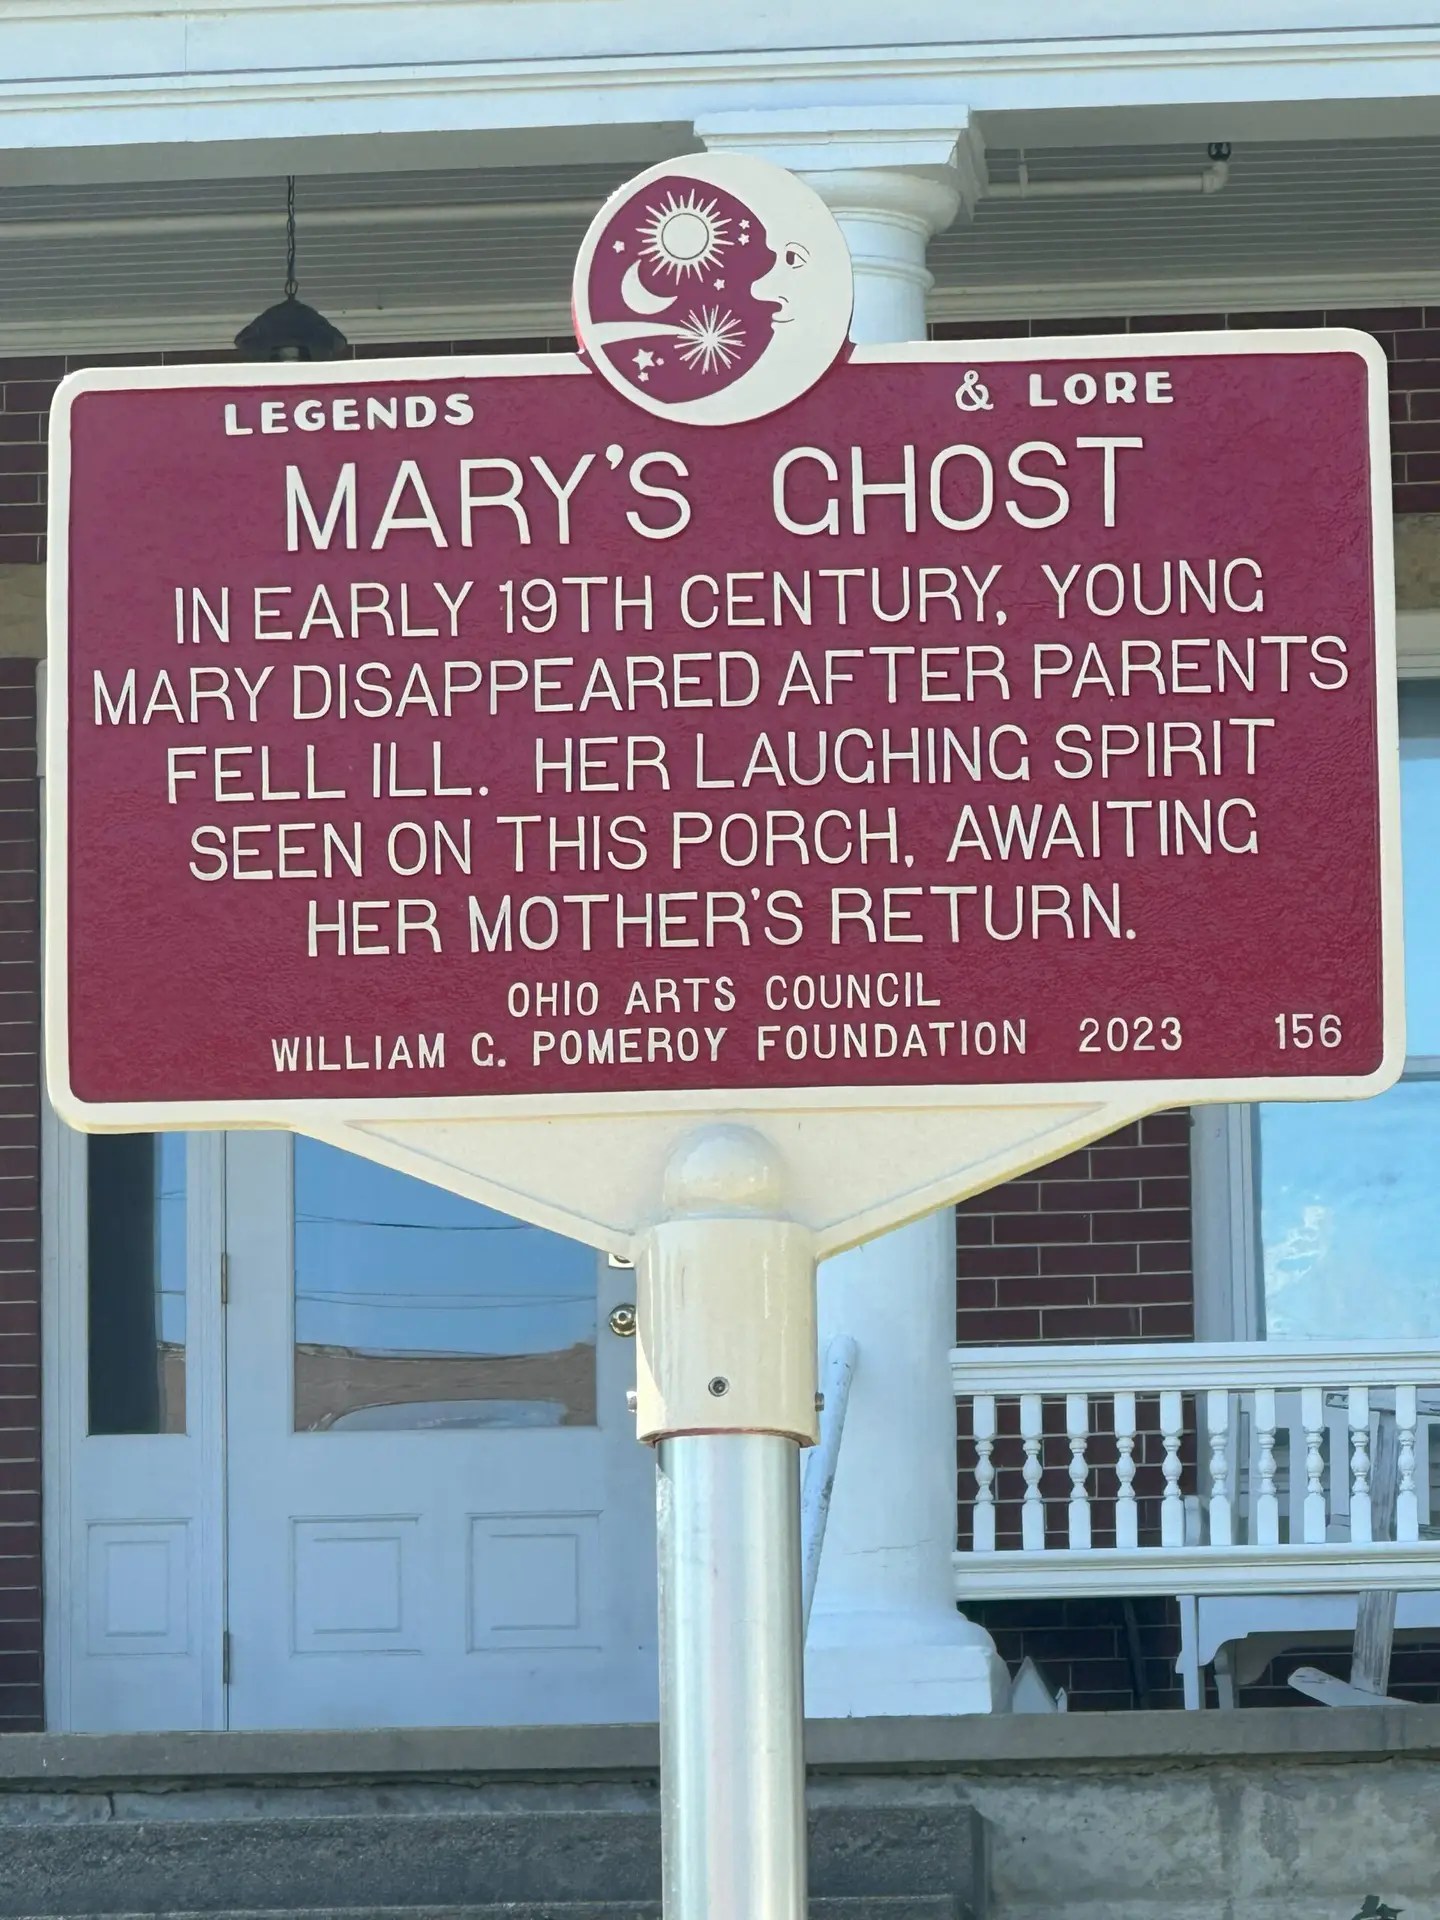 LEGENDS & LORE
MARY'S GHOST
IN EARLY 19TH CENTURY, YOUNG
MARY DISAPPEARED AFTER PARENTS
FELL ILL. HER LAUGHING SPIRIT
SEEN ON THIS PORCH, AWAITING
HER MOTHER'S RETURN.
OHIO ARTS COUNCIL
WILLIAM G. POMEROY FOUNDATION 2023 156